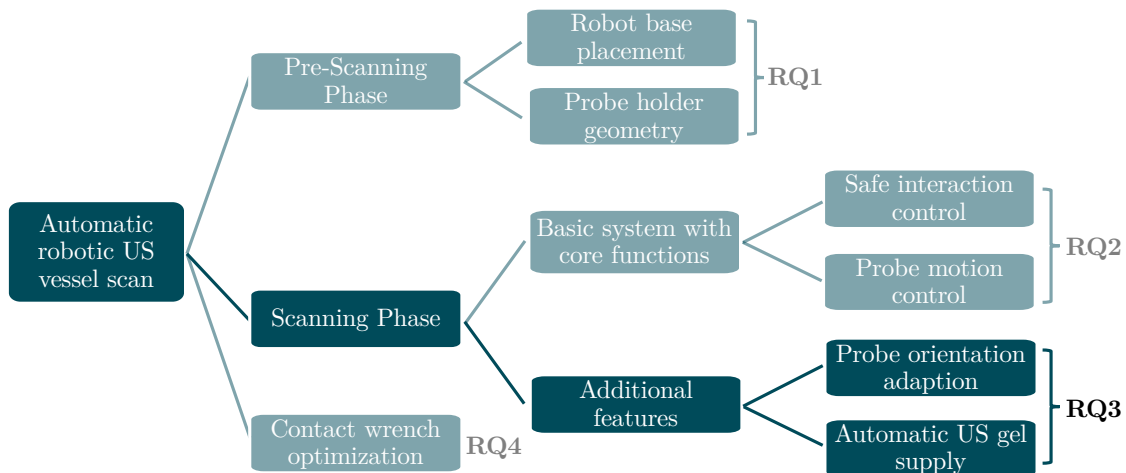 Automatic
robotic US
vessel scan
Pre-Scanning
Phase
Robot base
placement
Probe holder
geometry
RQ1
Scanning Phase
Basic system with
core functions
Safe interaction
control
Probe motion
control
RQ2
Additional
features
Probe orientation
adaption
Automatic US gel
supply
RQ3
Contact wrench
optimization
RQ4